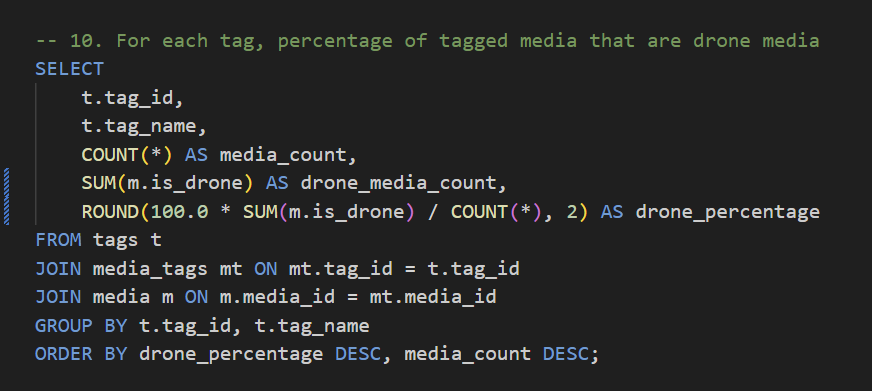 -- 10. For each tag, percentage of tagged media that are drone media
SELECT
    t.tag_id,
    t.tag_name,
    COUNT(*) AS media_count,
    SUM(m.is_drone) AS drone_media_count,
    ROUND(100.0 * SUM(m.is_drone) / COUNT(*), 2) AS drone_percentage
FROM tags t
JOIN media_tags mt ON mt.tag_id = t.tag_id
JOIN media m ON m.media_id = mt.media_id
GROUP BY t.tag_id, t.tag_name
ORDER BY drone_percentage DESC, media_count DESC;